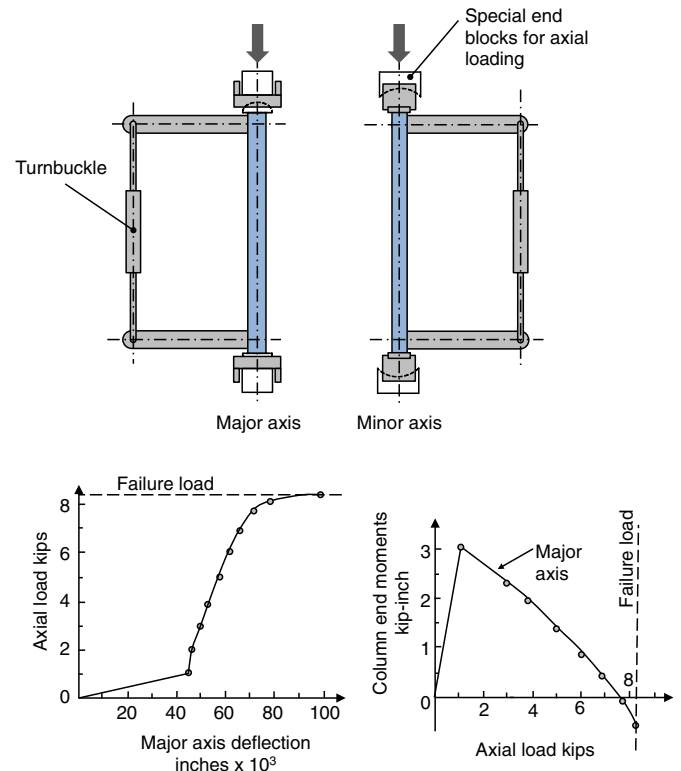 Special end
blocks for axial
loading
Turnbuckle
Major axis
Minor axis
Failure load
8
6
4
2
0
20
40
60
80
100
Axial load kips
Major axis deflection
inches x 10³
Column end moments
kip-inch
3
2
1
0
2
4
6
8
Major
axis
Failure load
Axial load kips